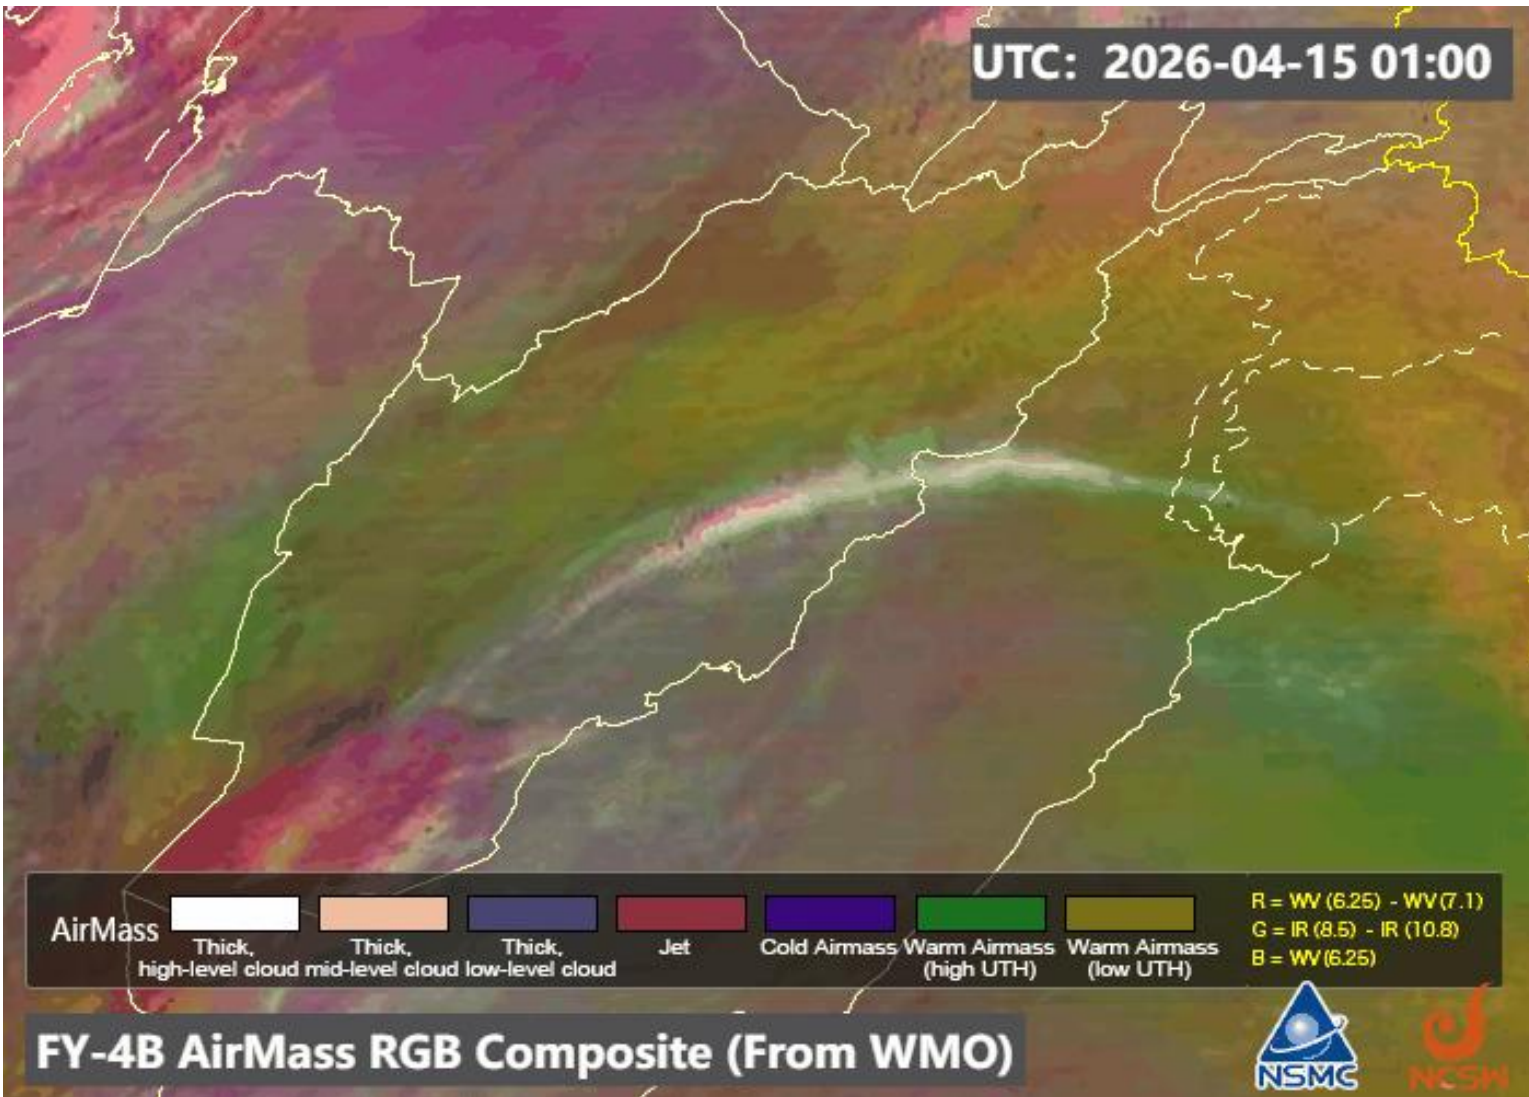 UTC: 2026-04-15 01:00
AirMass
Thick,
high-level cloud
Thick,
mid-level cloud
Thick,
low-level cloud
Jet
Cold Airmass
Warm Airmass
(high UTH)
Warm Airmass
(low UTH)
R = WV (6.25) - WV (7.1)
G = IR (8.5) - IR (10.8)
B = WV (6.25)
FY-4B AirMass RGB Composite (From WMO)
NSMC
NCSW